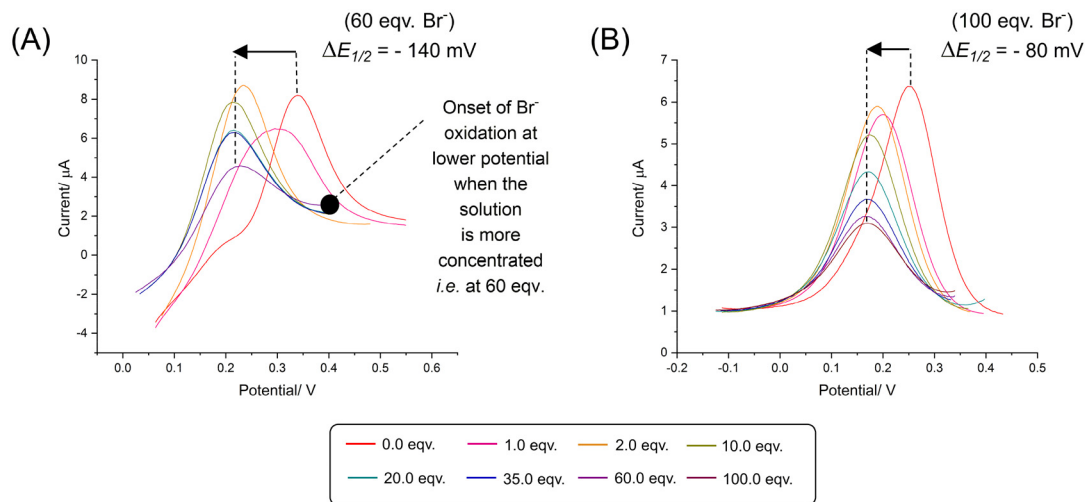 (A)
(60 eqv. Br⁻)
ΔE1/2 = - 140 mV
Onset of Br⁻
oxidation at
lower potential
when the
solution
is more
concentrated
i.e. at 60 eqv.
Current/ μA
10
8
6
4
2
0
-2
-4
0.0 0.1 0.2 0.3 0.4 0.5 0.6
Potential/ V
(B)
(100 eqv. Br⁻)
ΔE1/2 = - 80 mV
Current/ μA
7
6
5
4
3
2
1
0
-0.2 -0.1 0.0 0.1 0.2 0.3 0.4 0.5
Potential/ V
0.0 eqv. 1.0 eqv. 2.0 eqv. 10.0 eqv.
20.0 eqv. 35.0 eqv. 60.0 eqv. 100.0 eqv.